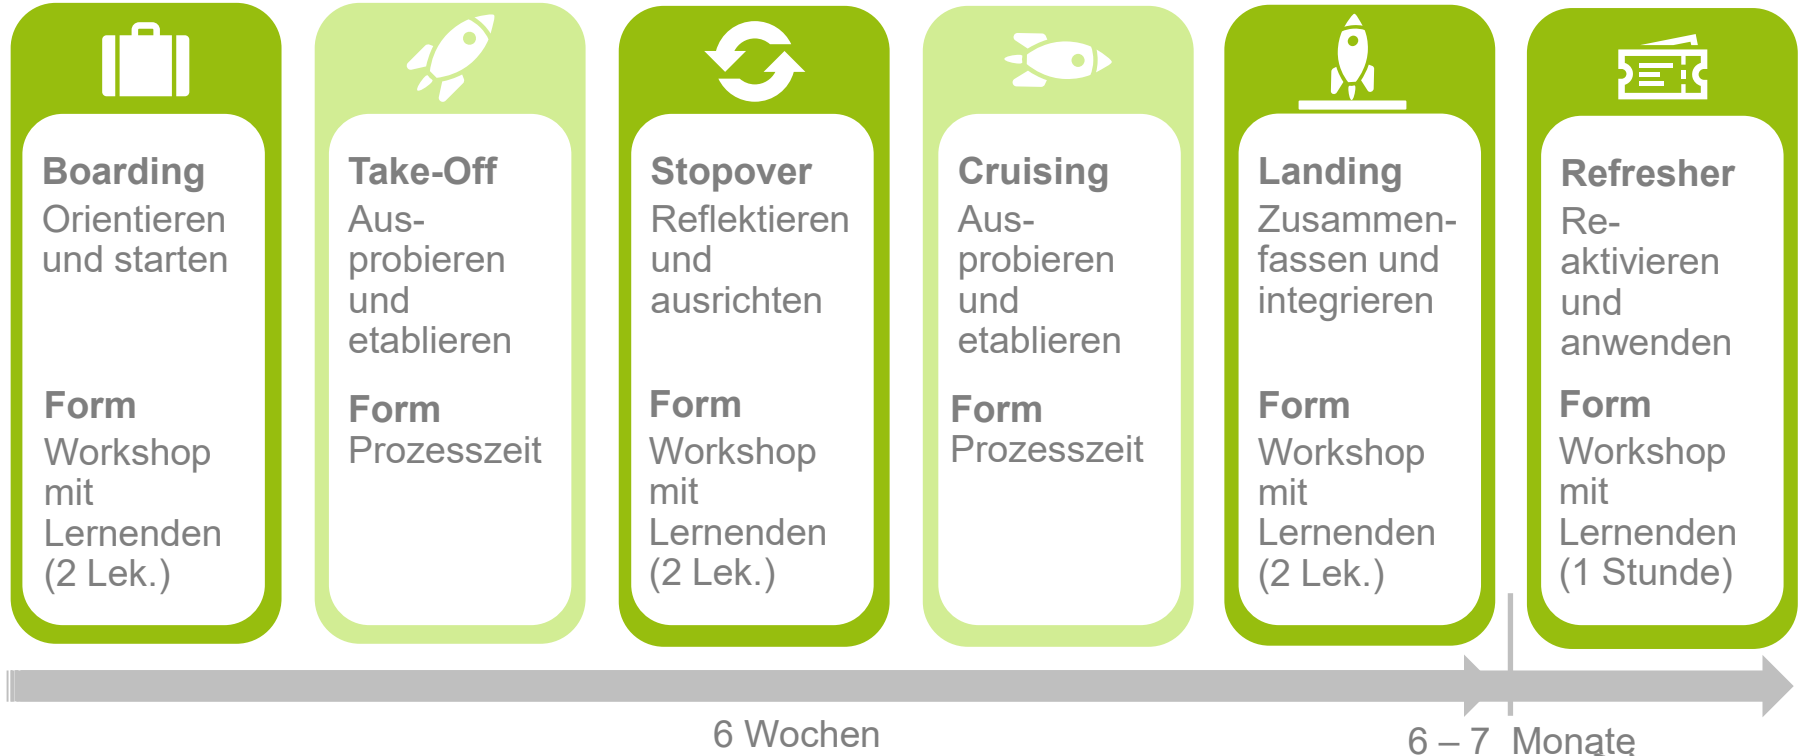 Boarding
Orientieren
und starten
Form
Workshop
mit
Lernenden
(2 Lek.)
Take-Off
Aus-
probieren
und
etablieren
Form
Prozesszeit
Stopover
Reflektieren
und
ausrichten
Form
Workshop
mit
Lernenden
(2 Lek.)
Cruising
Aus-
probieren
und
etablieren
Form
Prozesszeit
Landing
Zusammen-
fassen und
integrieren
Form
Workshop
mit
Lernenden
(2 Lek.)
Refresher
Re-
aktivieren
und
anwenden
Form
Workshop
mit
Lernenden
(1 Stunde)
6 Wochen
6 – 7 Monate